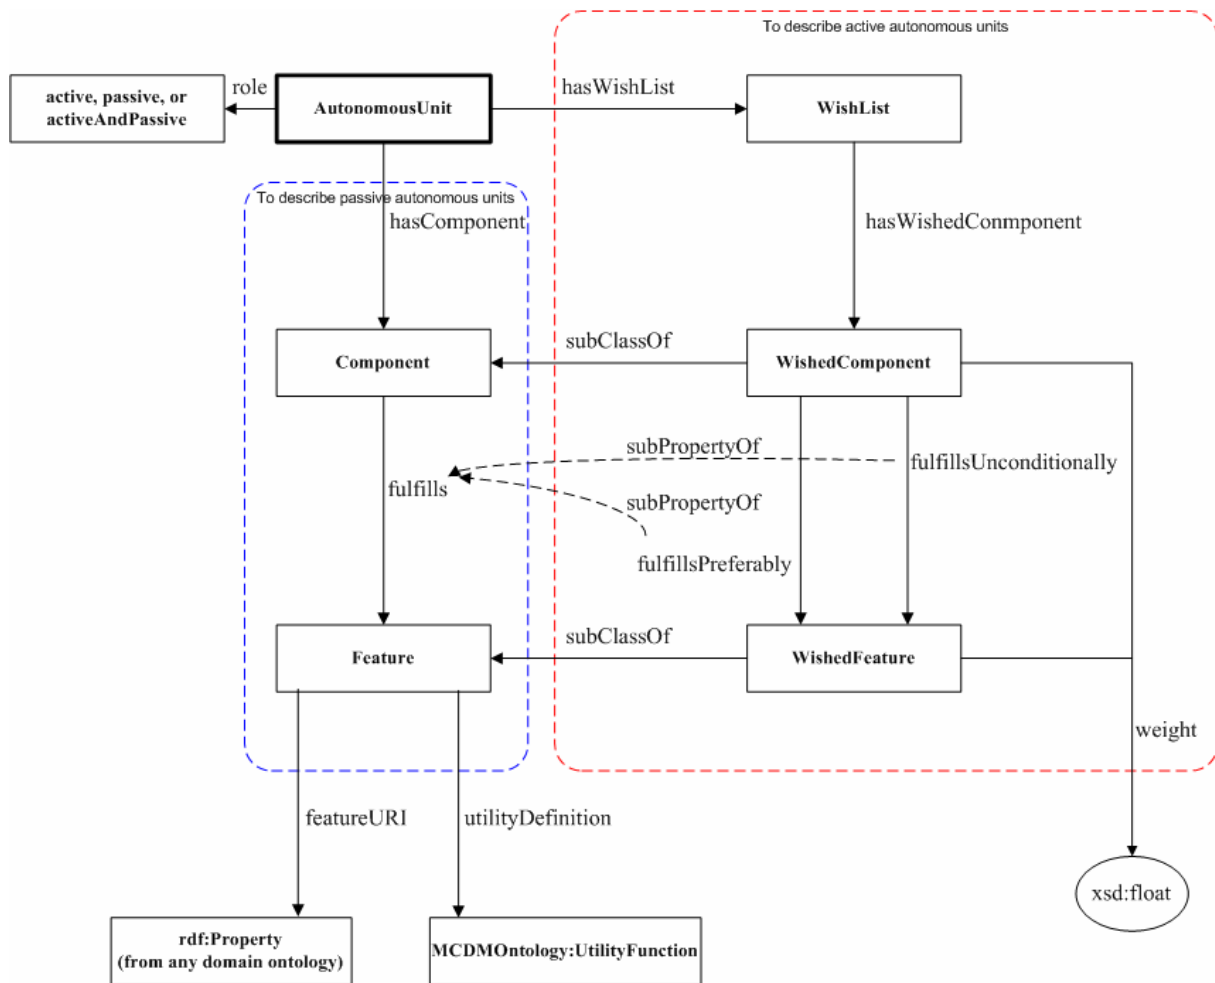 To describe active autonomous units
role
hasWishList
active, passive, or
activeAndPassive
AutonomousUnit
WishList
To describe passive autonomous units
hasComponent
hasWishedConmponent
subClassOf
Component
WishedComponent
subPropertyOf
fulfillsUnconditionally
fulfills
subPropertyOf
fulfillsPreferably
subClassOf
Feature
WishedFeature
weight
featureURI
utilityDefinition
xsd:float
rdf:Property
(from any domain ontology)
MCDMOntology:UtilityFunction